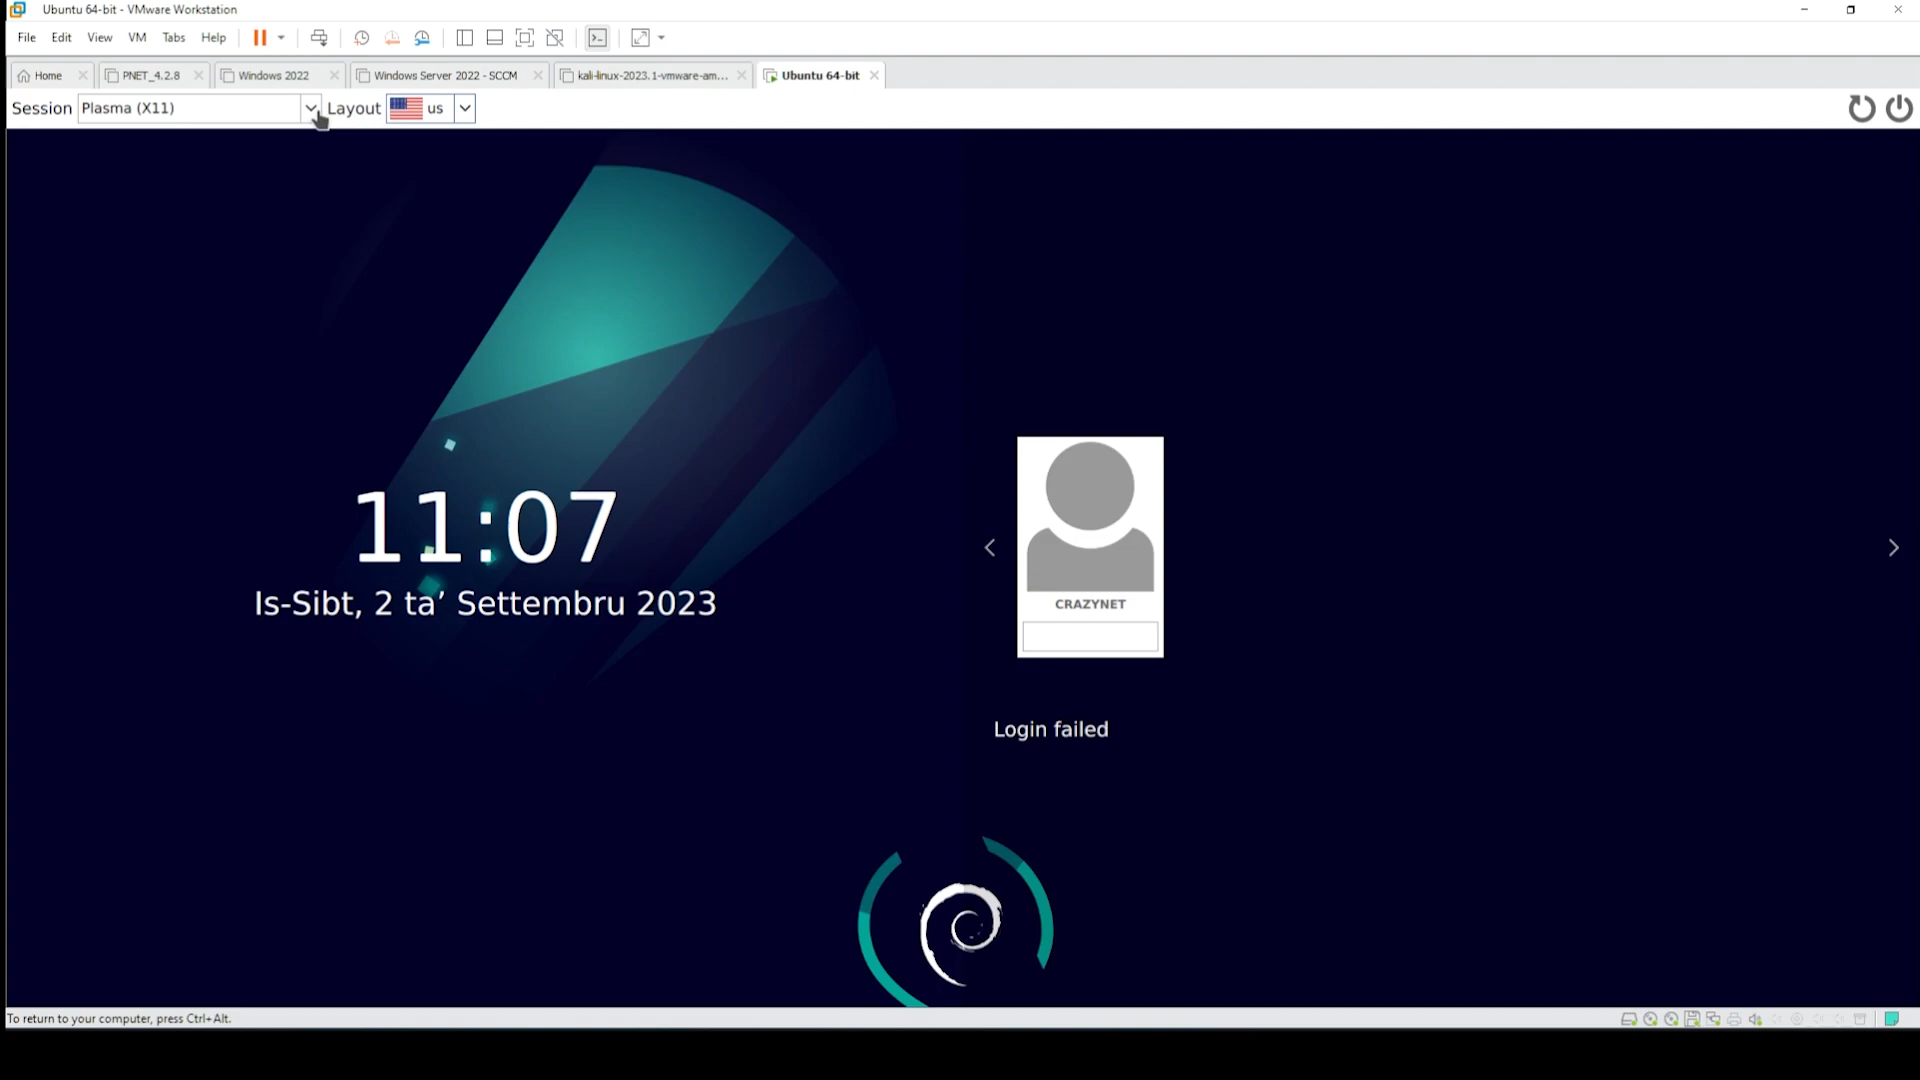 Ubuntu 64-bit - VMware Workstation
File Edit View VM Tabs Help
Home PNET_4.2.8 Windows 2022 Windows Server 2022 - SCCM kali-linux-2023.1-vmware-am... Ubuntu 64-bit
Session Plasma (X11) Layout us
11:07
Is-Sibt, 2 ta’ Settembru 2023
CRAZYNET
Login failed
To return to your computer, press Ctrl+Alt.